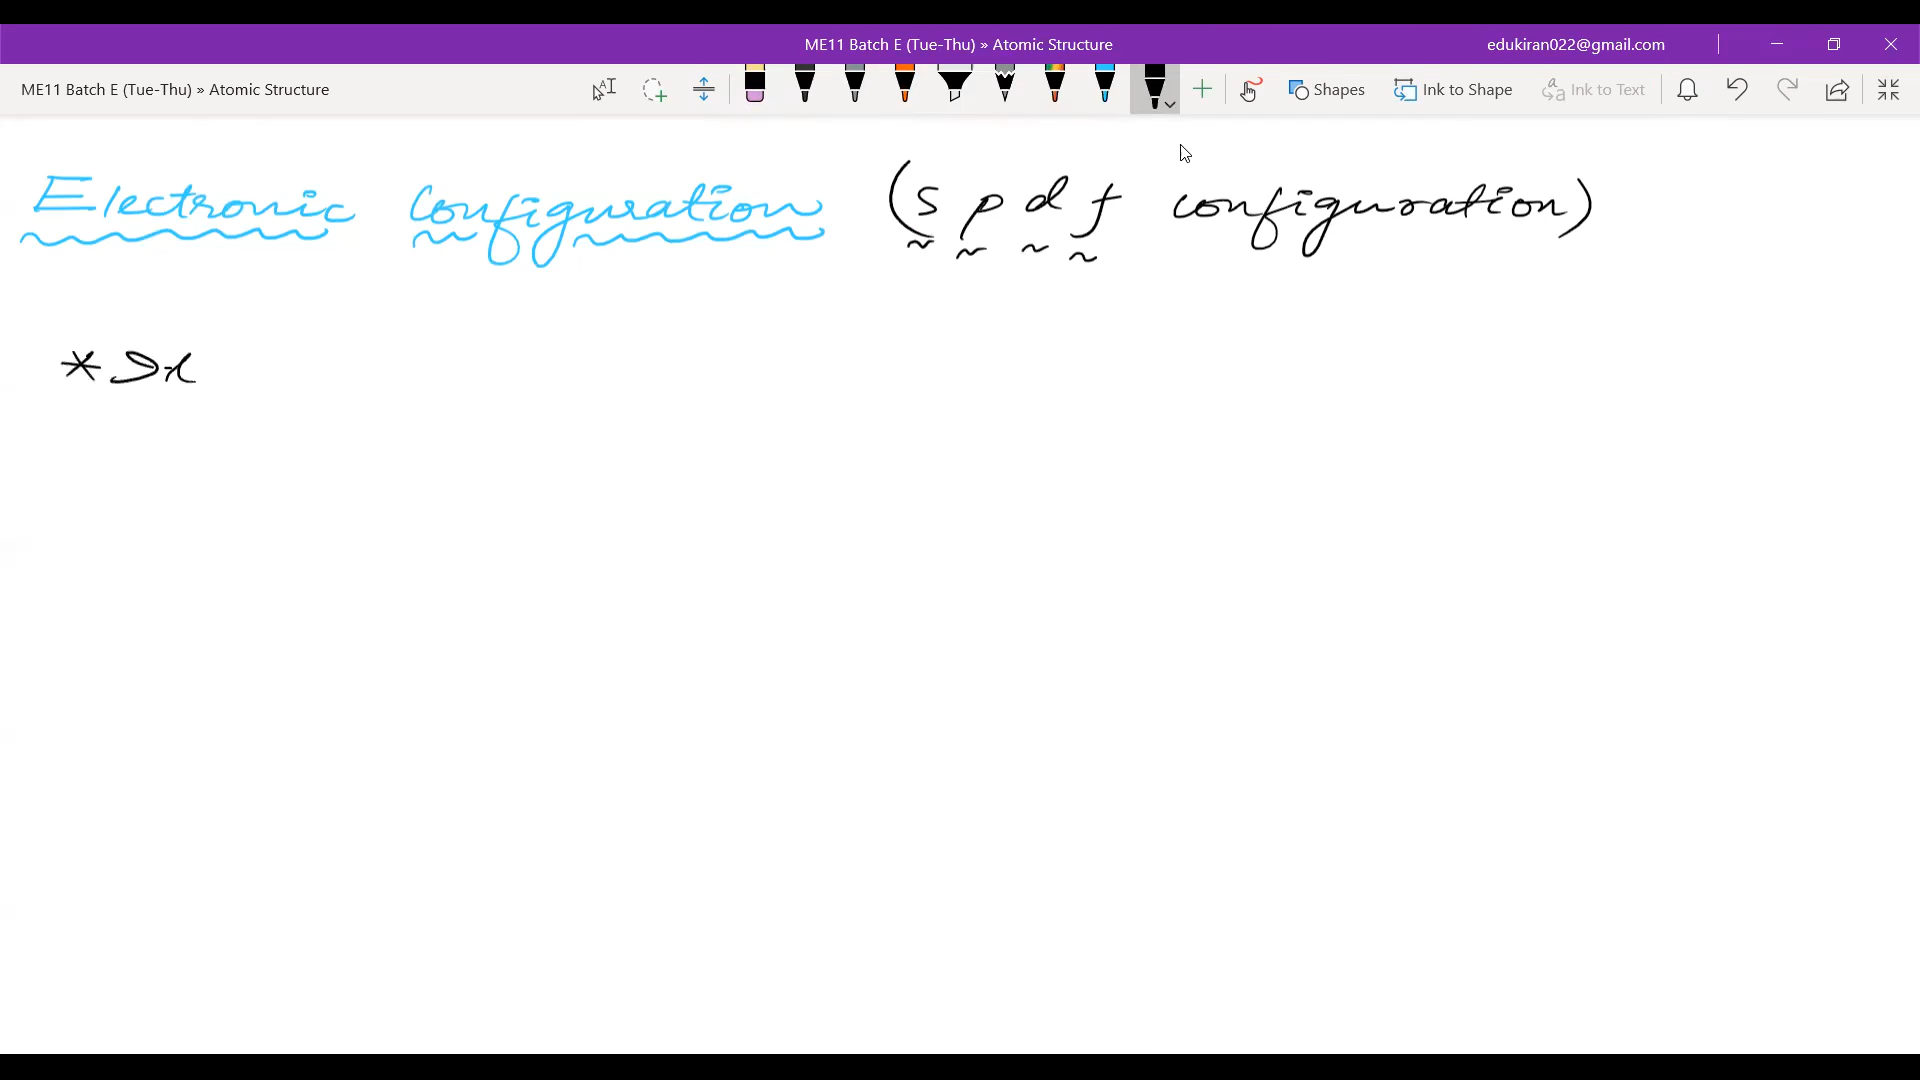 ME11 Batch E (Tue-Thu) » Atomic Structure
edukiran022@gmail.com
ME11 Batch E (Tue-Thu) » Atomic Structure
Shapes
Ink to Shape
Ink to Text
Electronic Configuration (s p d f configuration)
*